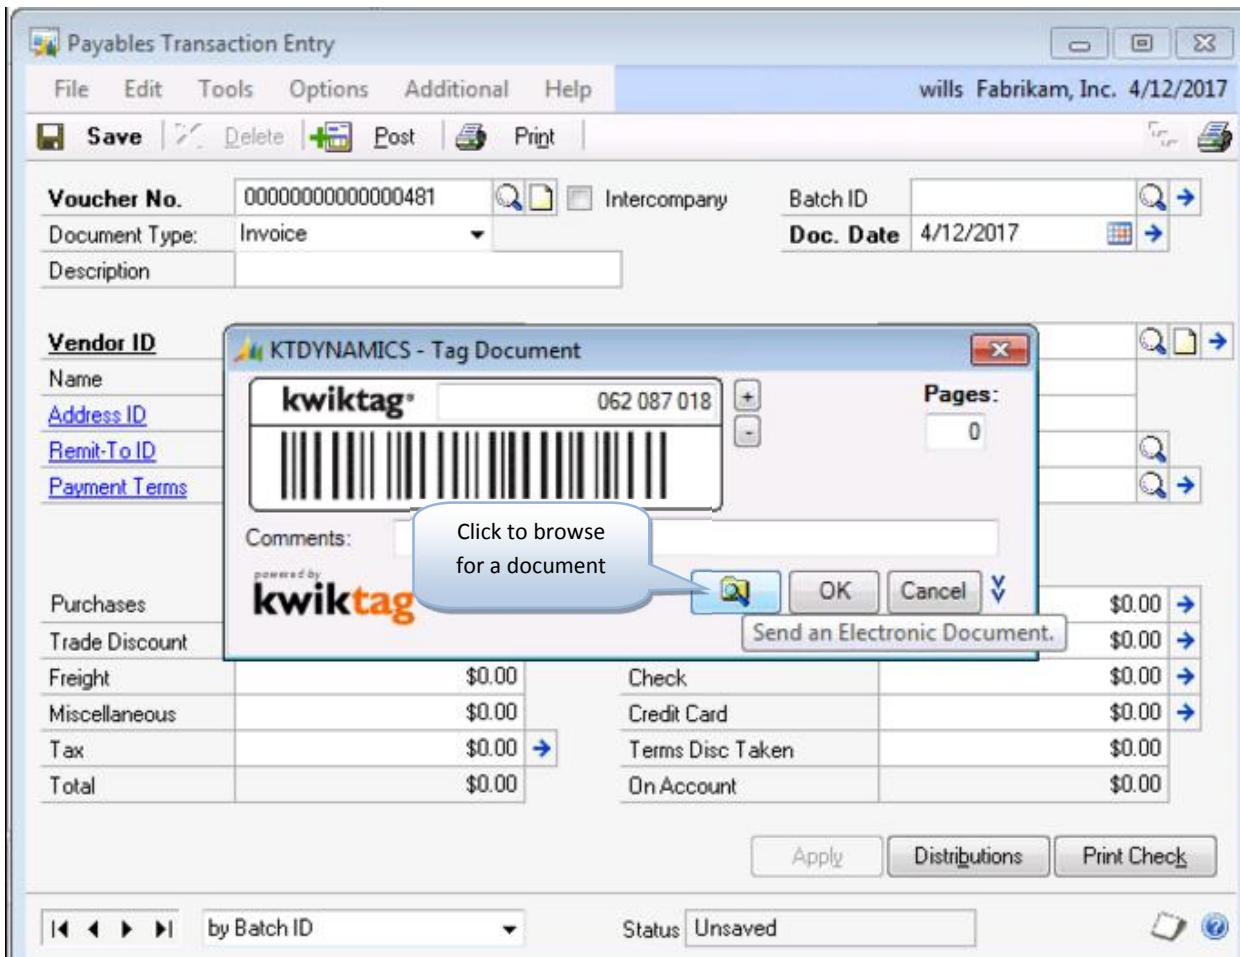 Payables Transaction Entry
File Edit Tools Options Additional Help wills Fabrikam, Inc. 4/12/2017
Save Delete Post Print
Voucher No. 00000000000000481 Intercompany Batch ID
Document Type: Invoice Doc. Date 4/12/2017
Description
Vendor ID
Name
Address ID
Remit-To ID
Payment Terms
KTDYNAMICS - Tag Document
kwiktag 062 087 018 + Pages:
- 0
Comments:
Click to browse
for a document
powered by
kwiktag
OK Cancel
Send an Electronic Document.
Purchases $0.00
Trade Discount $0.00
Freight $0.00 Check $0.00
Miscellaneous $0.00 Credit Card $0.00
Tax $0.00 Terms Disc Taken $0.00
Total $0.00 On Account $0.00
Apply Distributions Print Check
by Batch ID Status Unsaved